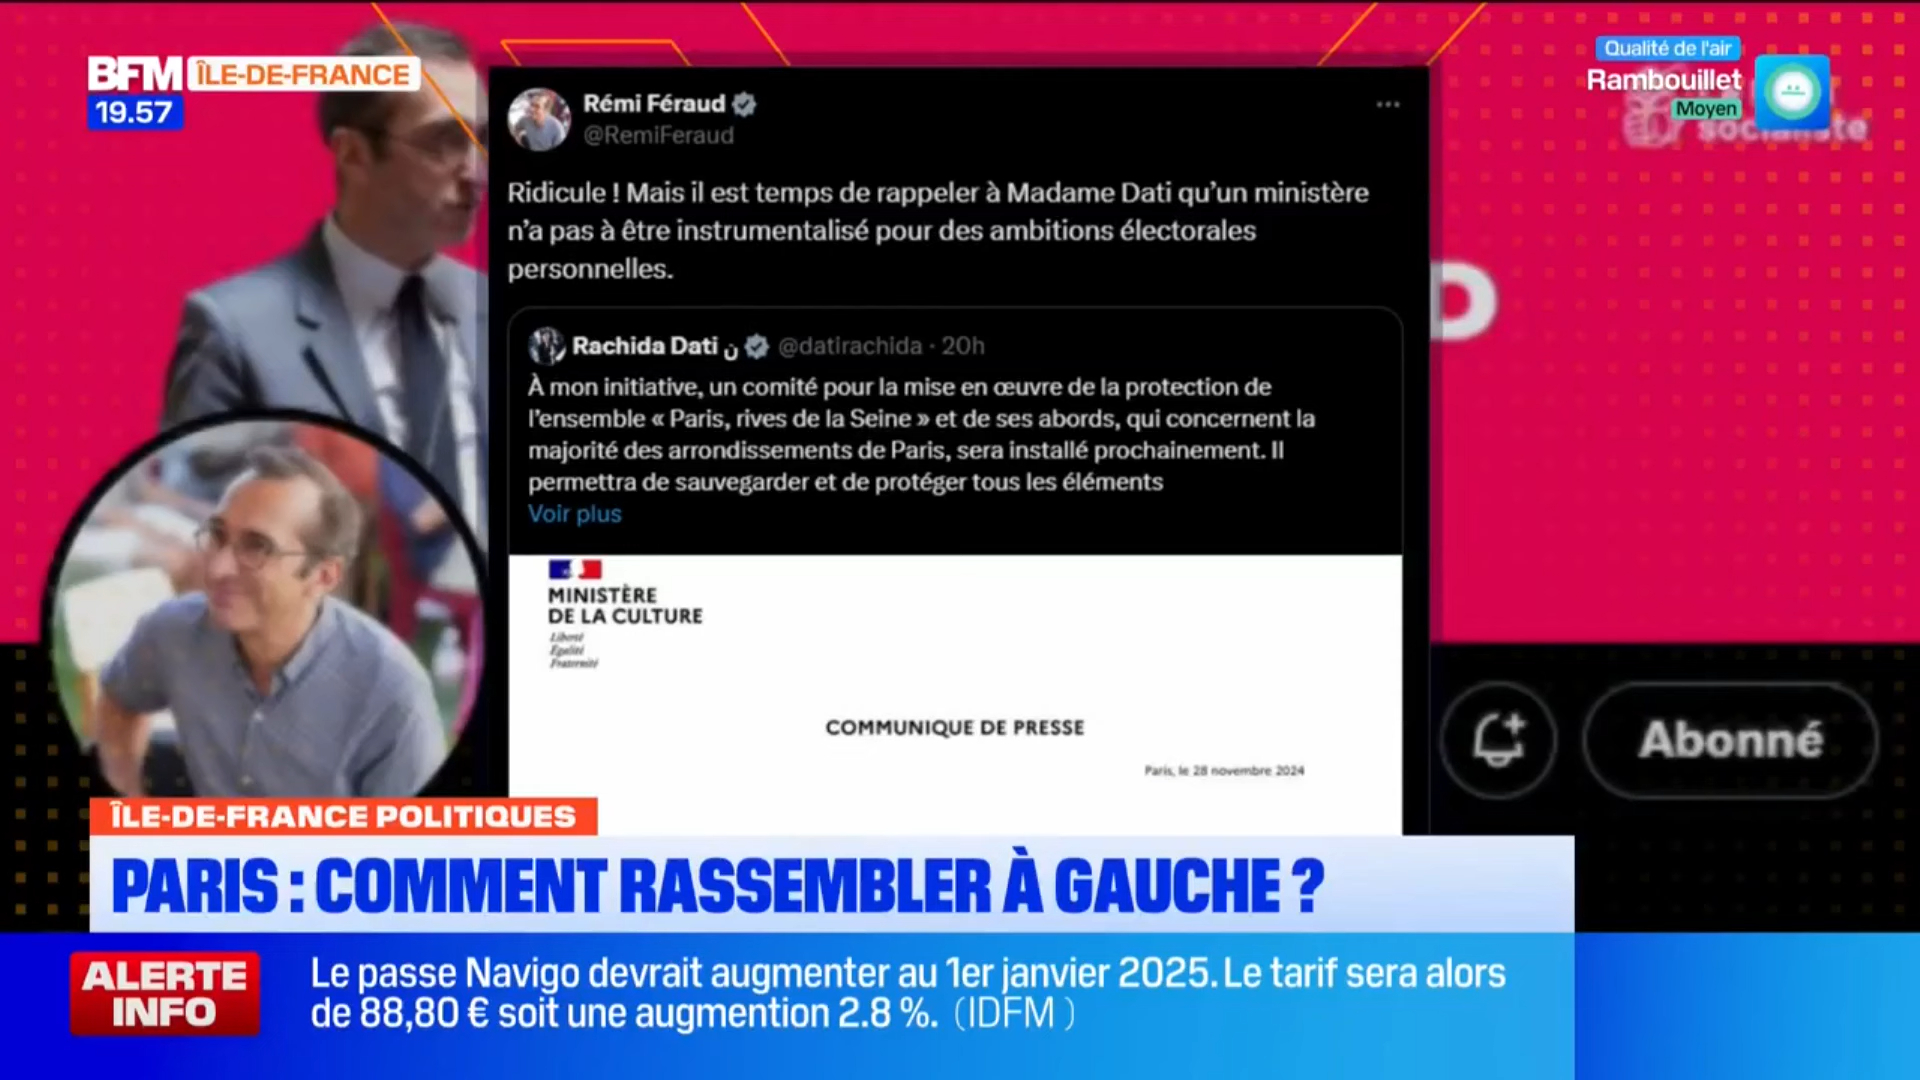 BFM ÎLE-DE-FRANCE
19.57
Qualité de l'air
Rambouillet
Moyen
socialiste
Rémi Féraud
@RemiFeraud
Ridicule ! Mais il est temps de rappeler à Madame Dati qu’un ministère
n’a pas à être instrumentalisé pour des ambitions électorales
personnelles.
Rachida Dati ن @datirachida · 20h
À mon initiative, un comité pour la mise en œuvre de la protection de
l’ensemble « Paris, rives de la Seine » et de ses abords, qui concernent la
majorité des arrondissements de Paris, sera installé prochainement. Il
permettra de sauvegarder et de protéger tous les éléments
Voir plus
MINISTÈRE
DE LA CULTURE
Liberté
Égalité
Fraternité
COMMUNIQUE DE PRESSE
Paris, le 28 novembre 2024
D
Abonné
ÎLE-DE-FRANCE POLITIQUES
PARIS : COMMENT RASSEMBLER À GAUCHE ?
ALERTE
INFO
Le passe Navigo devrait augmenter au 1er janvier 2025. Le tarif sera alors
de 88,80 € soit une augmention 2.8 %. (IDFM )